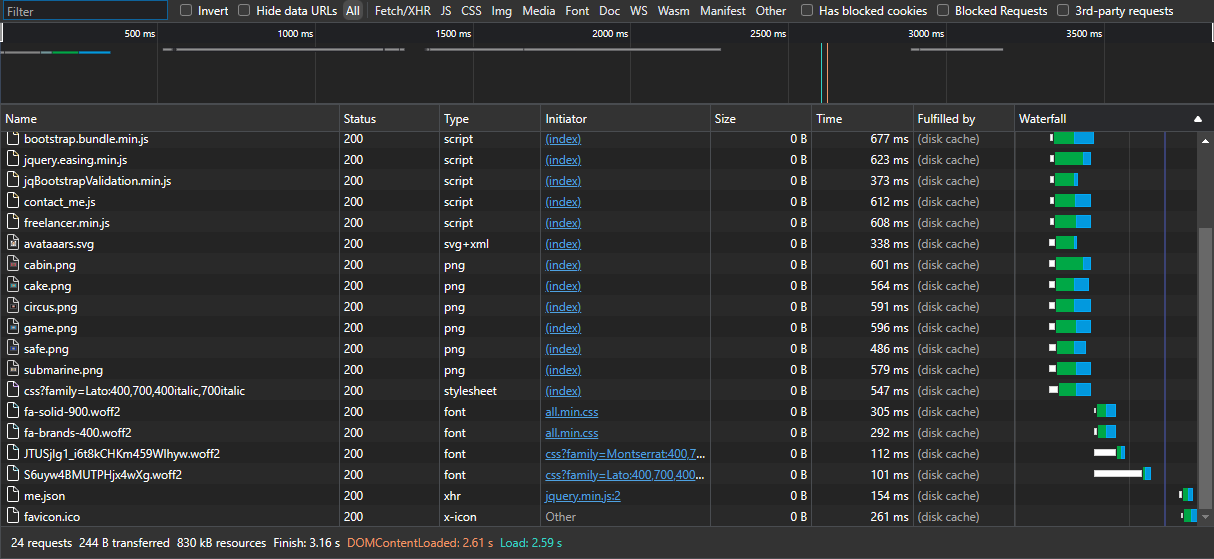 Filter Invert Hide data URLs All Fetch/XHR JS CSS Img Media Font Doc WS Wasm Manifest Other Has blocked cookies Blocked Requests 3rd-party requests
500 ms 1000 ms 1500 ms 2000 ms 2500 ms 3000 ms 3500 ms
Name Status Type Initiator Size Time Fulfilled by Waterfall
bootstrap.bundle.min.js 200 script (index) 0 B 677 ms (disk cache)
jquery.easing.min.js 200 script (index) 0 B 623 ms (disk cache)
jqBootstrapValidation.min.js 200 script (index) 0 B 373 ms (disk cache)
contact_me.js 200 script (index) 0 B 612 ms (disk cache)
freelancer.min.js 200 script (index) 0 B 608 ms (disk cache)
avataaars.svg 200 svg+xml (index) 0 B 338 ms (disk cache)
cabin.png 200 png (index) 0 B 601 ms (disk cache)
cake.png 200 png (index) 0 B 564 ms (disk cache)
circus.png 200 png (index) 0 B 591 ms (disk cache)
game.png 200 png (index) 0 B 596 ms (disk cache)
safe.png 200 png (index) 0 B 486 ms (disk cache)
submarine.png 200 png (index) 0 B 579 ms (disk cache)
css?family=Lato:400,700,400italic,700italic 200 stylesheet (index) 0 B 547 ms (disk cache)
fa-solid-900.woff2 200 font all.min.css 0 B 305 ms (disk cache)
fa-brands-400.woff2 200 font all.min.css 0 B 292 ms (disk cache)
JTUSjIg1_i6t8kCHKm459Wlhyw.woff2 200 font css?family=Montserrat:400,7... 0 B 112 ms (disk cache)
S6uyw4BMUTPHjx4wXg.woff2 200 font css?family=Lato:400,700,400... 0 B 101 ms (disk cache)
me.json 200 xhr jquery.min.js:2 0 B 154 ms (disk cache)
favicon.ico 200 x-icon Other 0 B 261 ms (disk cache)
24 requests 244 B transferred 830 kB resources Finish: 3.16 s DOMContentLoaded: 2.61 s Load: 2.59 s